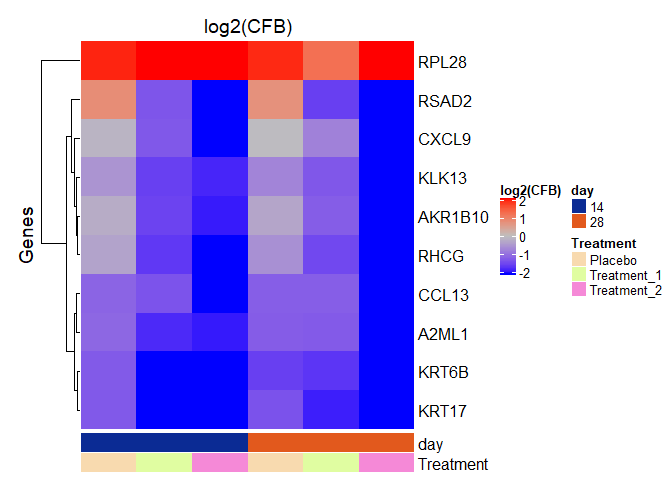 log2(CFB)
Genes
RPL28
RSAD2
CXCL9
KLK13
AKR1B10
RHCG
CCL13
A2ML1
KRT6B
KRT17
day
Treatment
log2(CFB)
2
1
0
-1
-2
day
14
28
Treatment
Placebo
Treatment_1
Treatment_2